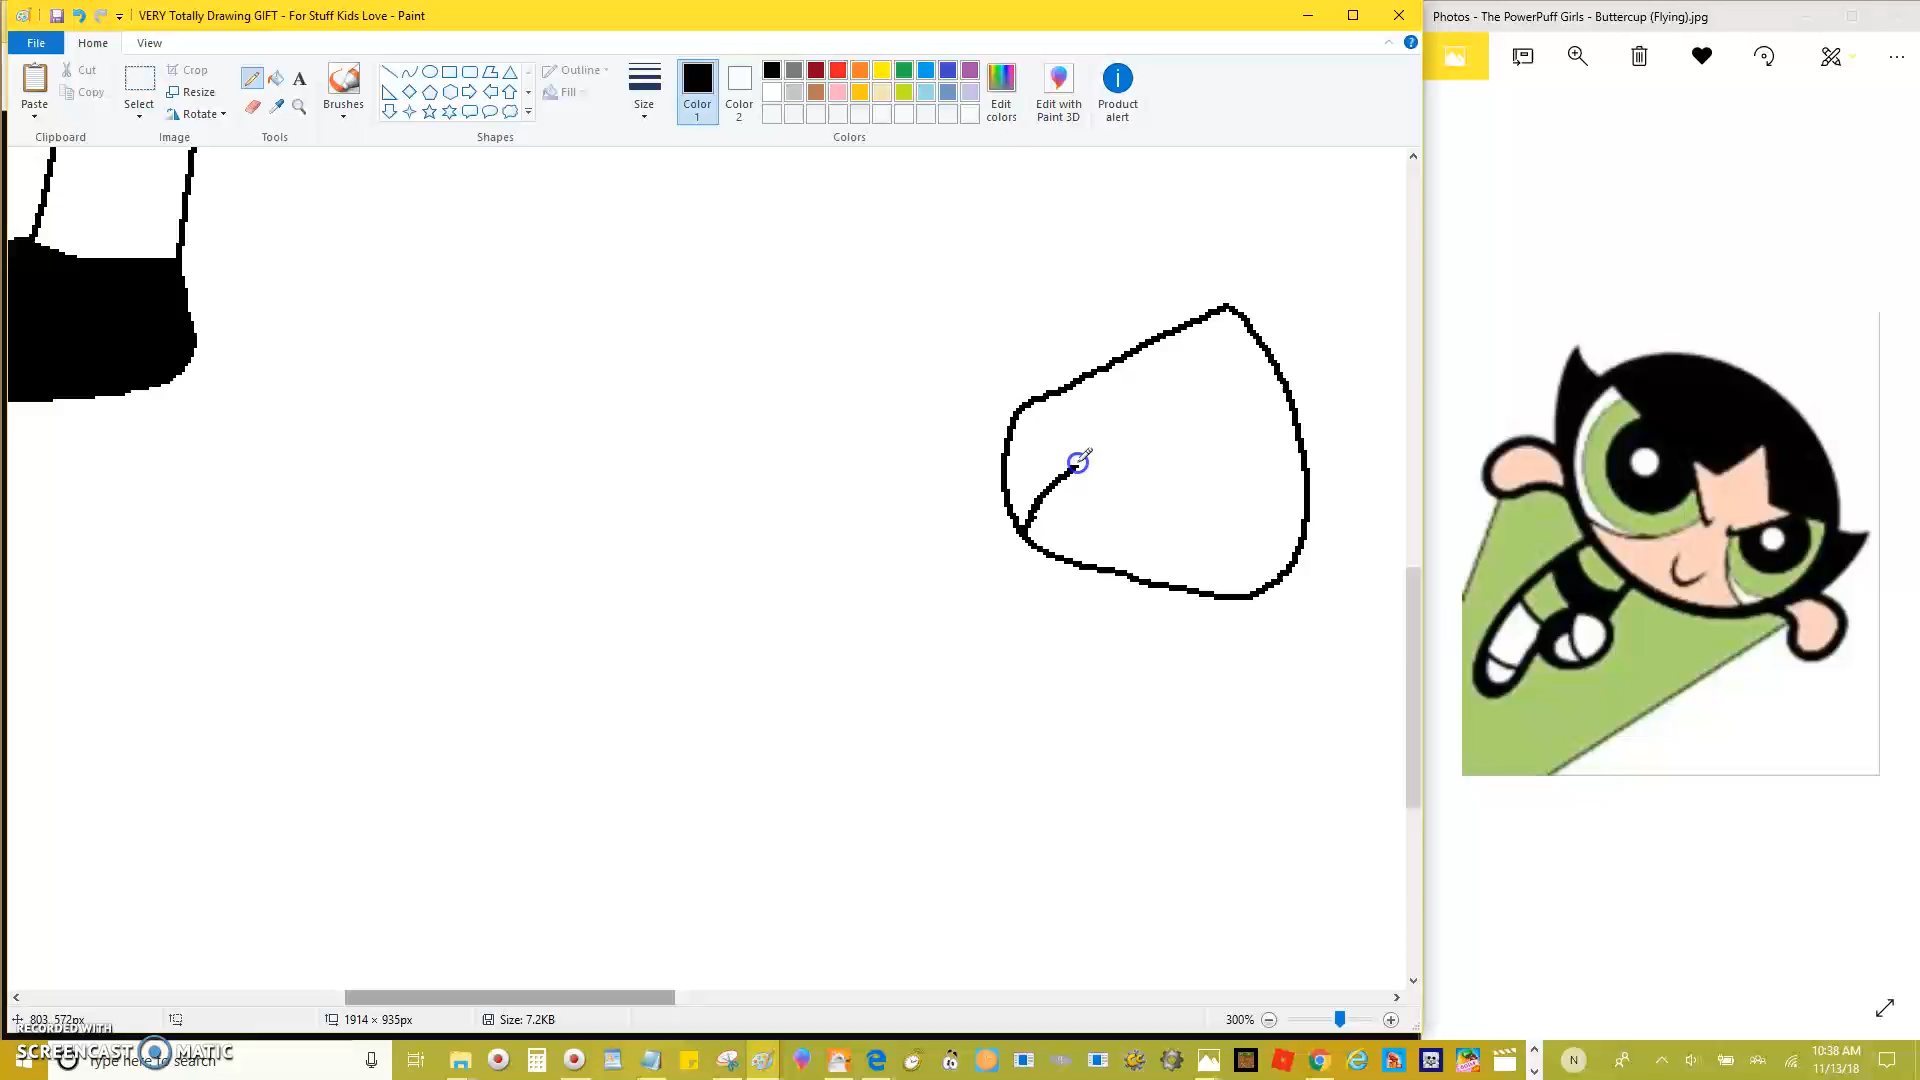 VERY Totally Drawing GIFT - For Stuff Kids Love - Paint
Photos - The PowerPuff Girls - Buttercup (Flying).jpg
File Home View
Paste
Cut
Copy
Clipboard
Select
Crop
Resize
Rotate
Image
A
Tools
Brushes
Shapes
Outline
Fill
Size
Color 1
Color 2
Colors
Edit colors
Edit with Paint 3D
Product alert
803, 572px
1914 × 935px
Size: 7.2KB
300%
RECORDED WITH
SCREENCAST MATIC
Type here to search
N
10:38 AM
11/13/18